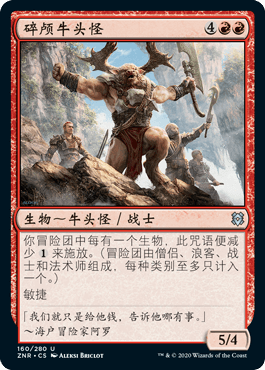 碎颅牛头怪 4
生物～牛头怪／战士
你冒险团中每有一个生物，此咒语便减
少 1 来施放。（冒险团由僧侣、浪客、战
士和法术师组成，每种类别至多只计入
一个。）
敏捷
「我们就只是给他钱，告诉他哪有事。」
～海户冒险家阿罗
5/4
160/280 U
ZNR • CS ALEKSI BRICLOT
™ & © 2020 Wizards of the Coast